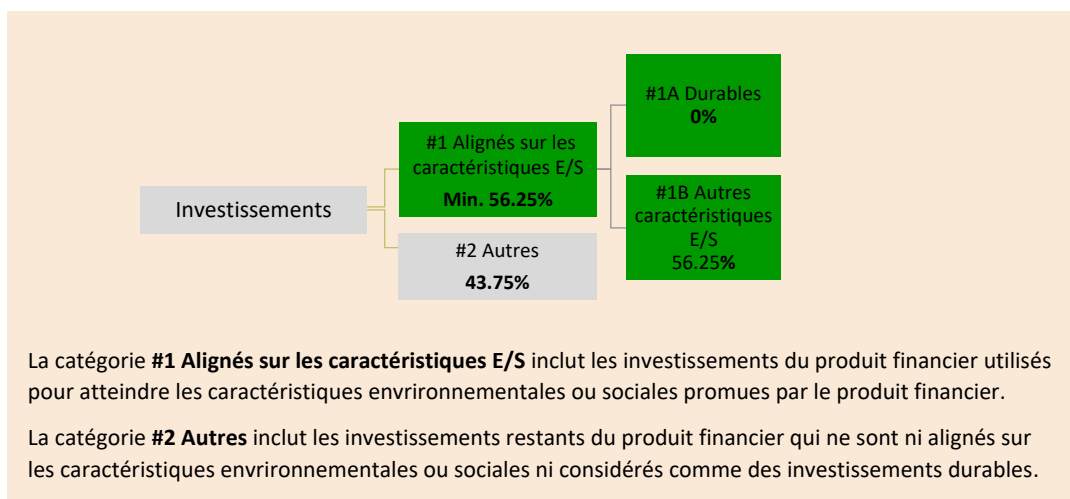 #1A Durables
0%
#1 Alignés sur les
caractéristiques E/S
Min. 56.25%
Investissements
#1B Autres
caractéristiques
E/S
56.25%
#2 Autres
43.75%
La catégorie #1 Alignés sur les caractéristiques E/S inclut les investissements du produit financier utilisés
pour atteindre les caractéristiques envrironnementales ou sociales promues par le produit financier.
La catégorie #2 Autres inclut les investissements restants du produit financier qui ne sont ni alignés sur
les caractéristiques envrironnementales ou sociales ni considérés comme des investissements durables.